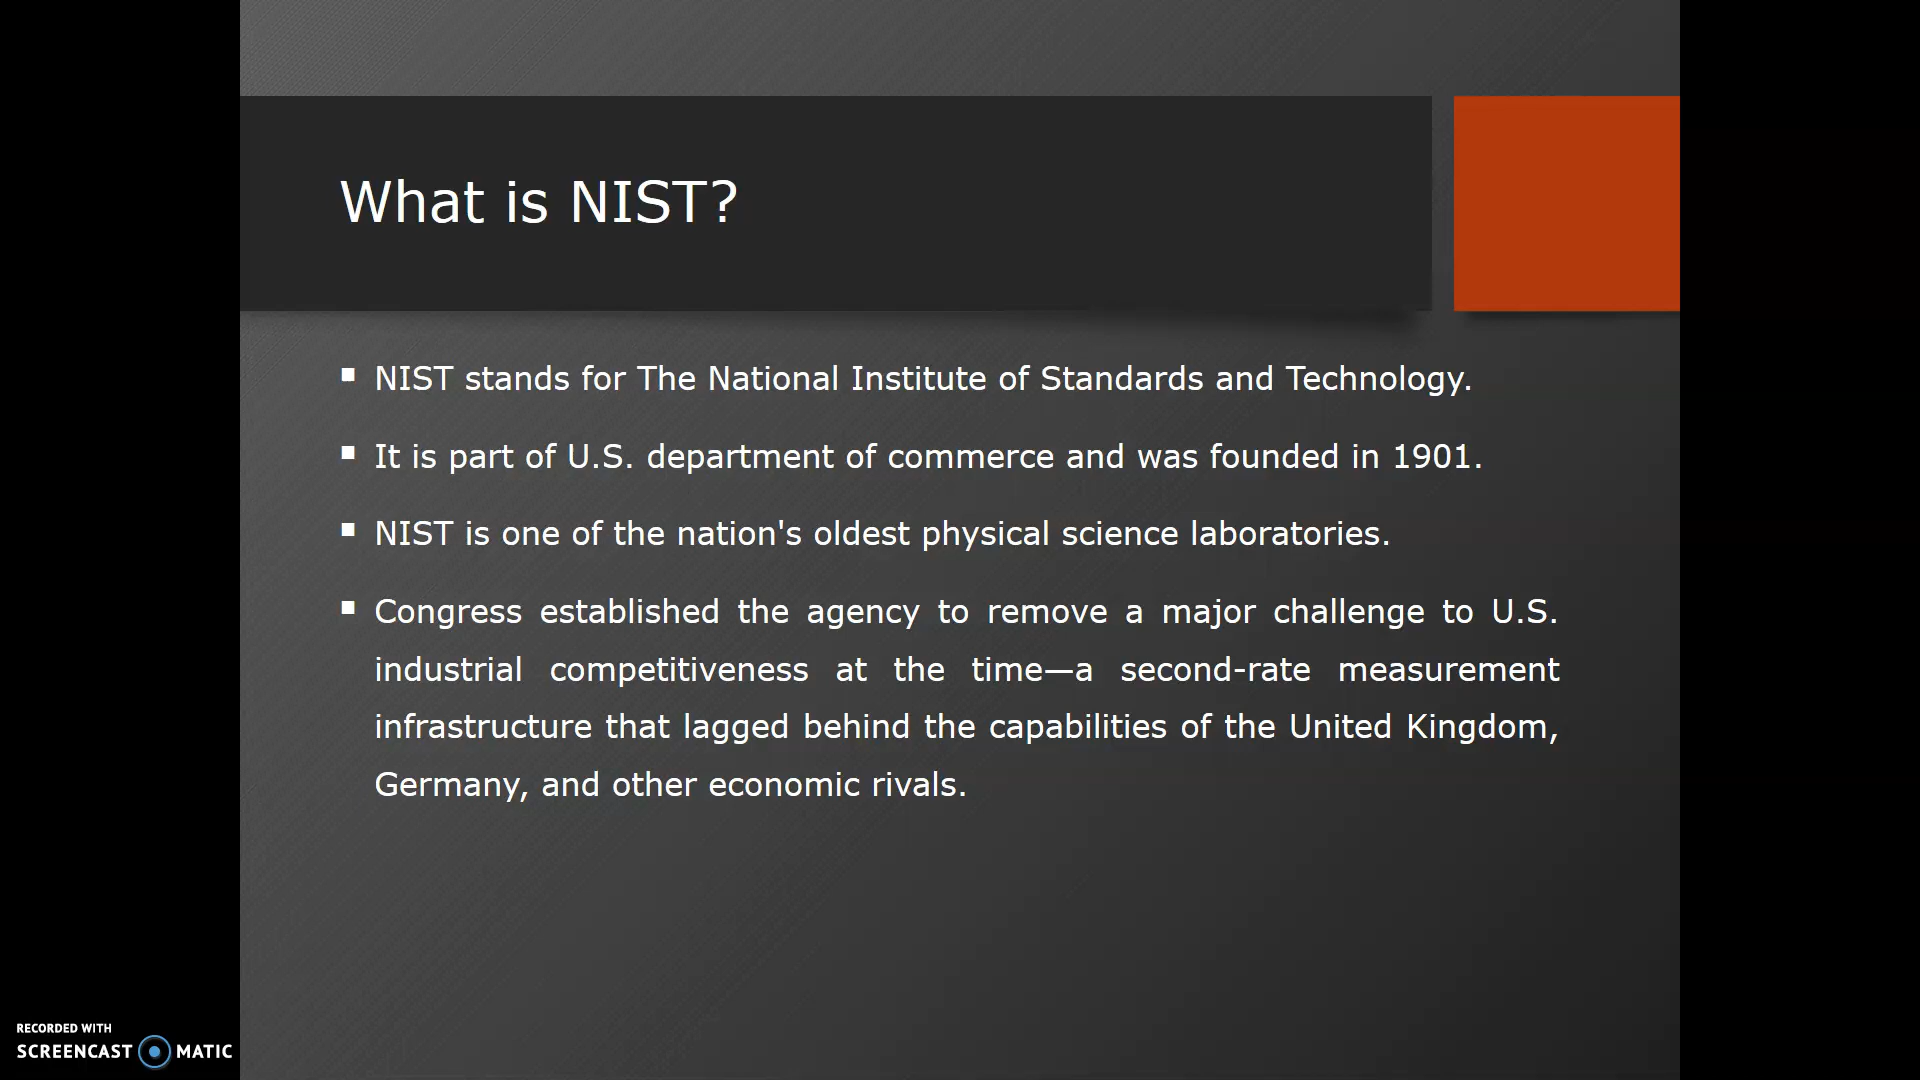 What is NIST?
NIST stands for The National Institute of Standards and Technology.
It is part of U.S. department of commerce and was founded in 1901.
NIST is one of the nation's oldest physical science laboratories.
Congress established the agency to remove a major challenge to U.S.
industrial competitiveness at the time—a second-rate measurement
infrastructure that lagged behind the capabilities of the United Kingdom,
Germany, and other economic rivals.
RECORDED WITH
SCREENCAST MATIC